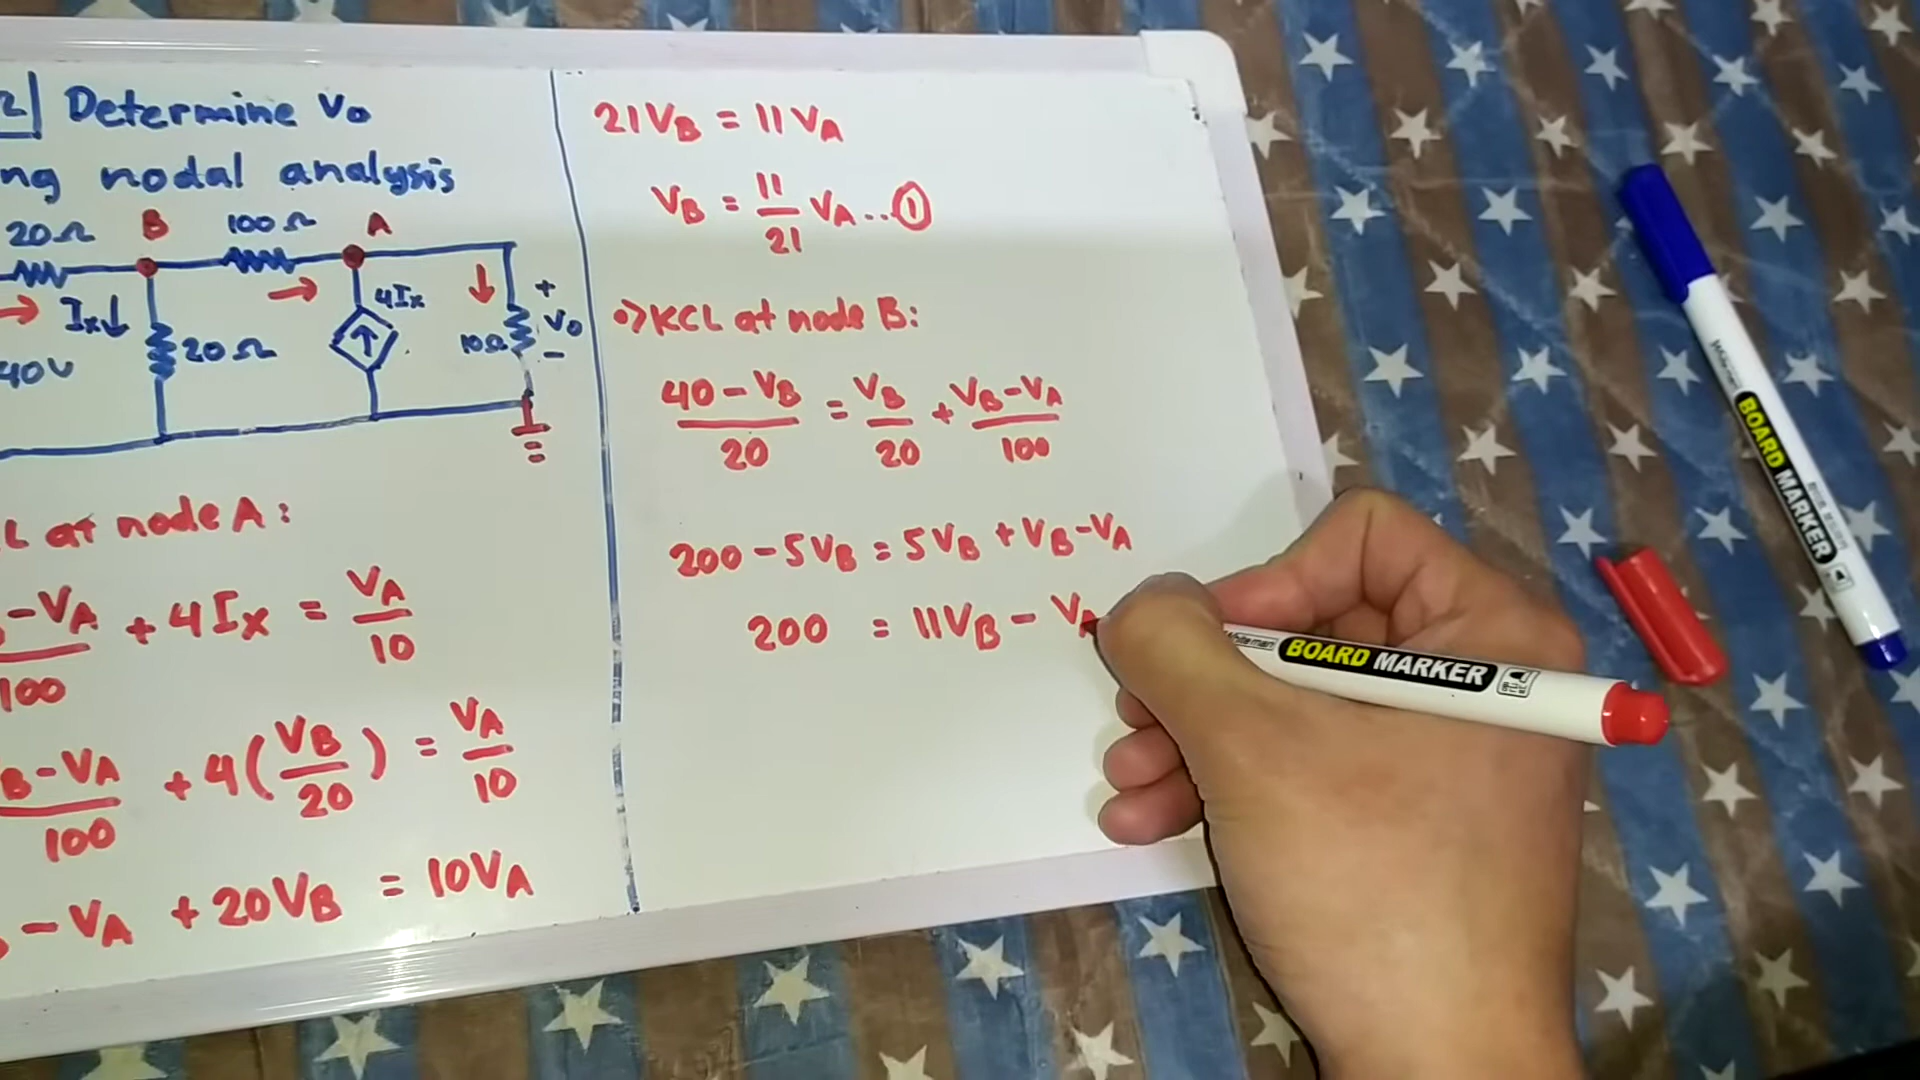 2] Determine Vo
ng nodal analysis
20Ω B 100Ω A
Ix↓ 4Ix + Vo -
40V 20Ω 10Ω
L at node A:
-VA/100 + 4Ix = VA/10
B-VA/100 + 4(VB/20) = VA/10
- VA + 20VB = 10VA
21VB = 11VA
VB = 11/21 VA ... ①
KCL at node B:
40-VB/20 = VB/20 + VB-VA/100
200 - 5VB = 5VB + VB - VA
200 = 11VB - VA
Whiteman BOARD MARKER
BOARD MARKER